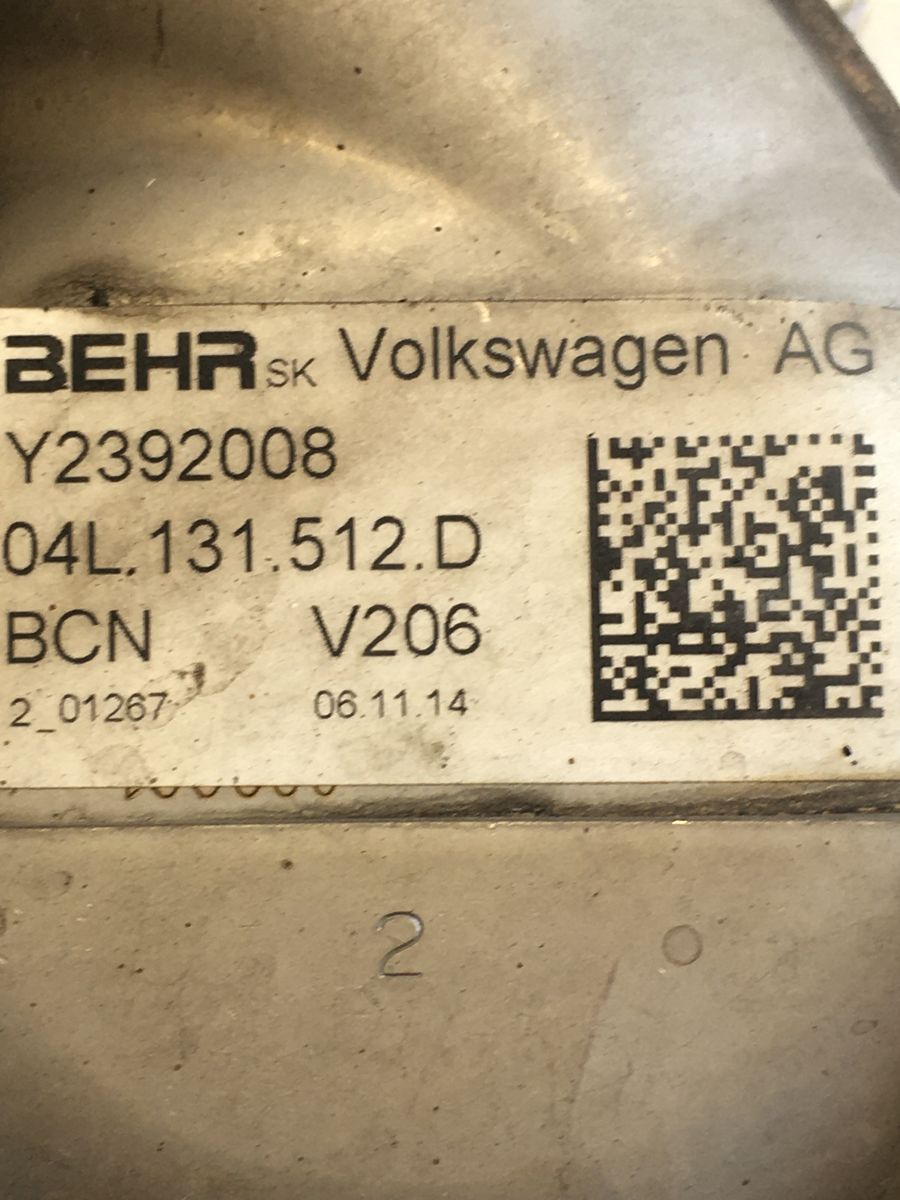 BEHR SK Volkswagen AG
Y2392008
04L.131.512.D
BCN V206
2_01267 06.11.14
2